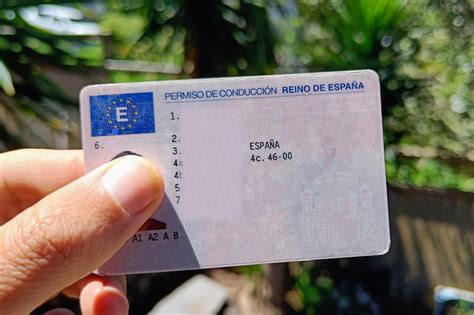 PERMISO DE CONDUCCIÓN REINO DE ESPAÑA
E
1.
6.
2.
3. ESPAÑA
4a 4c. 46-00
4b
5
7
A1 A2 A B